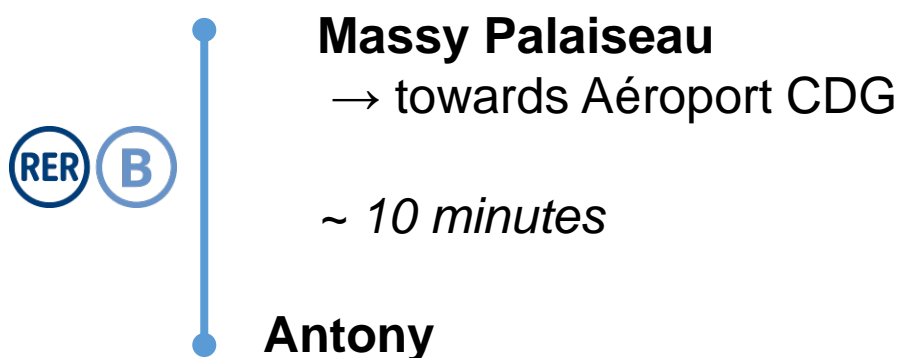 Massy Palaiseau
→ towards Aéroport CDG
RER B
~ 10 minutes
Antony